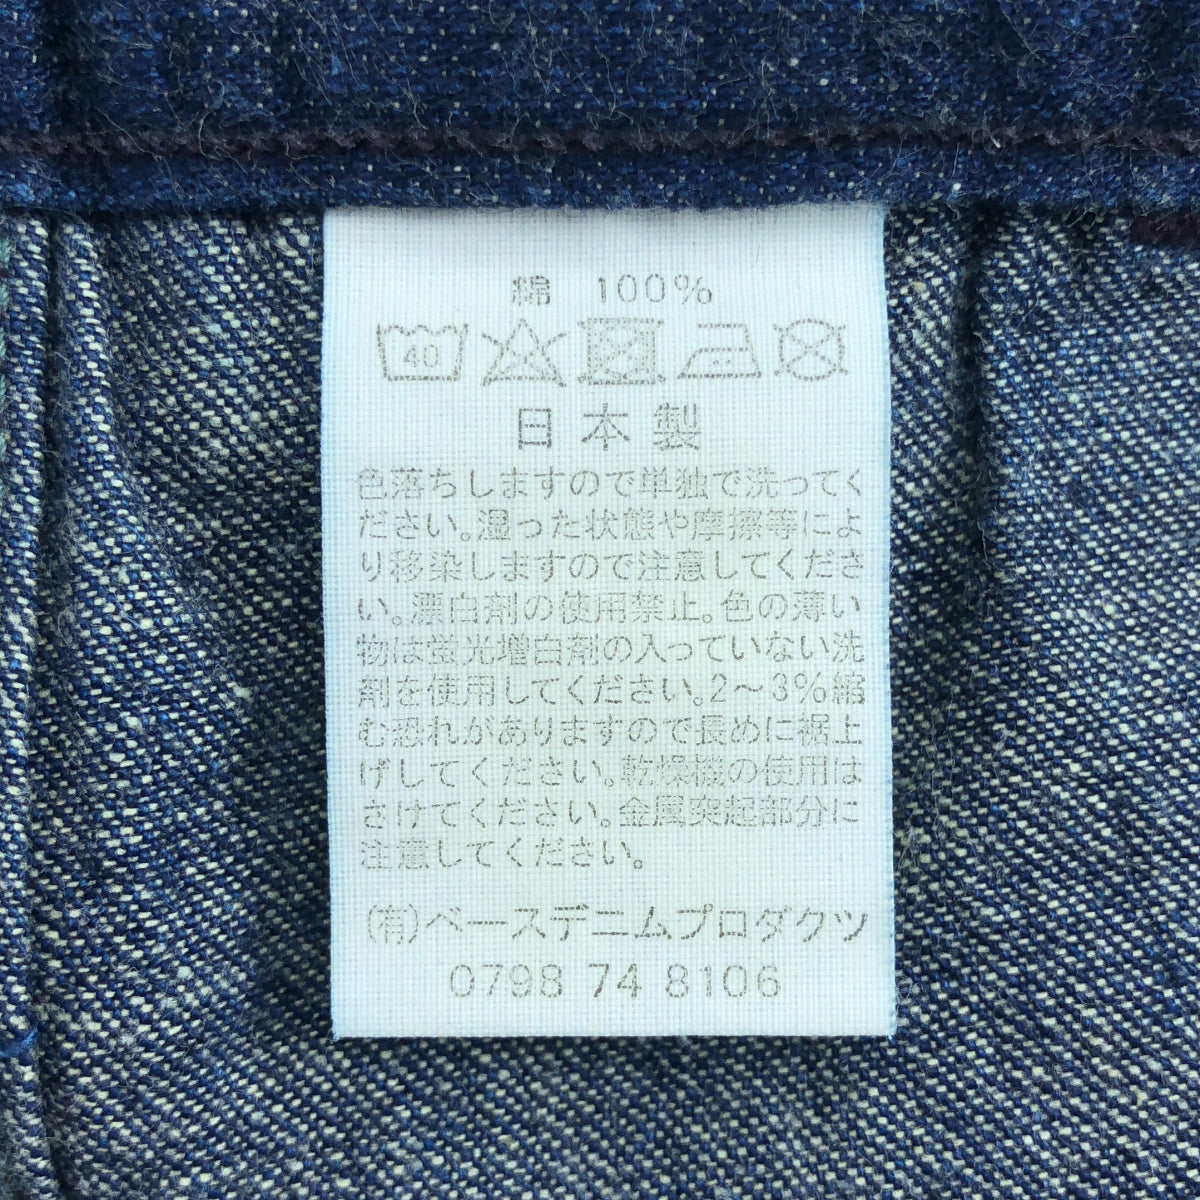 綿 100%
40
日本製
色落ちしますので単独で洗ってく
ださい。湿った状態や摩擦等によ
り移染しますので注意してくださ
い。漂白剤の使用禁止。色の薄い
物は蛍光増白剤の入っていない洗
剤を使用してください。2～3%縮
む恐れがありますので長めに裾上
げしてください。乾燥機の使用は
さけてください。金属突起部分に
注意してください。
(有)ベースデニムプロダクツ
0798 74 8106